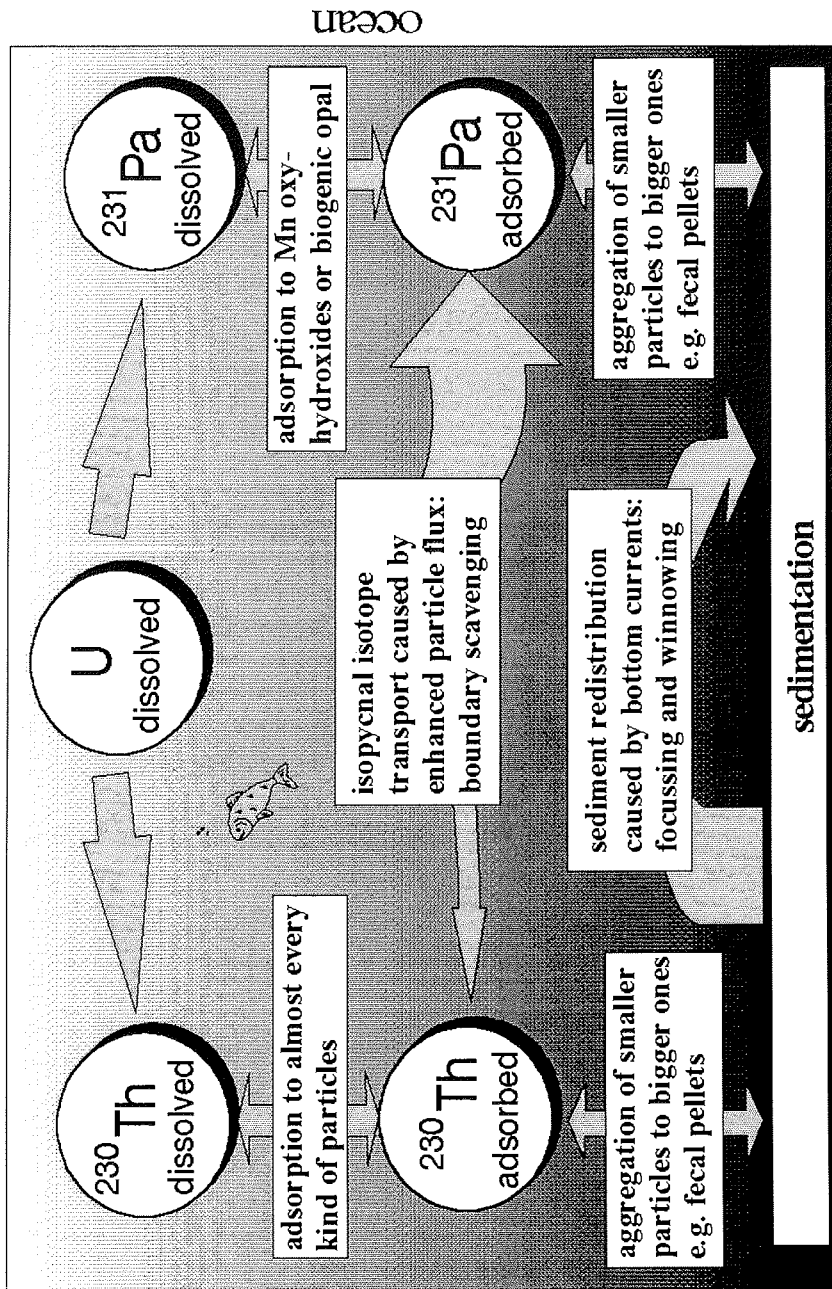 ocean
U
dissolved
230Th
dissolved
231Pa
dissolved
adsorption to almost every
kind of particles
adsorption to Mn oxy-
hydroxides or biogenic opal
isopycnal isotope
transport caused by
enhanced particle flux:
boundary scavenging
230Th
adsorbed
231Pa
adsorbed
aggregation of smaller
particles to bigger ones
e.g. fecal pellets
sediment redistribution
caused by bottom currents:
focussing and winnowing
aggregation of smaller
particles to bigger ones
e.g. fecal pellets
sedimentation